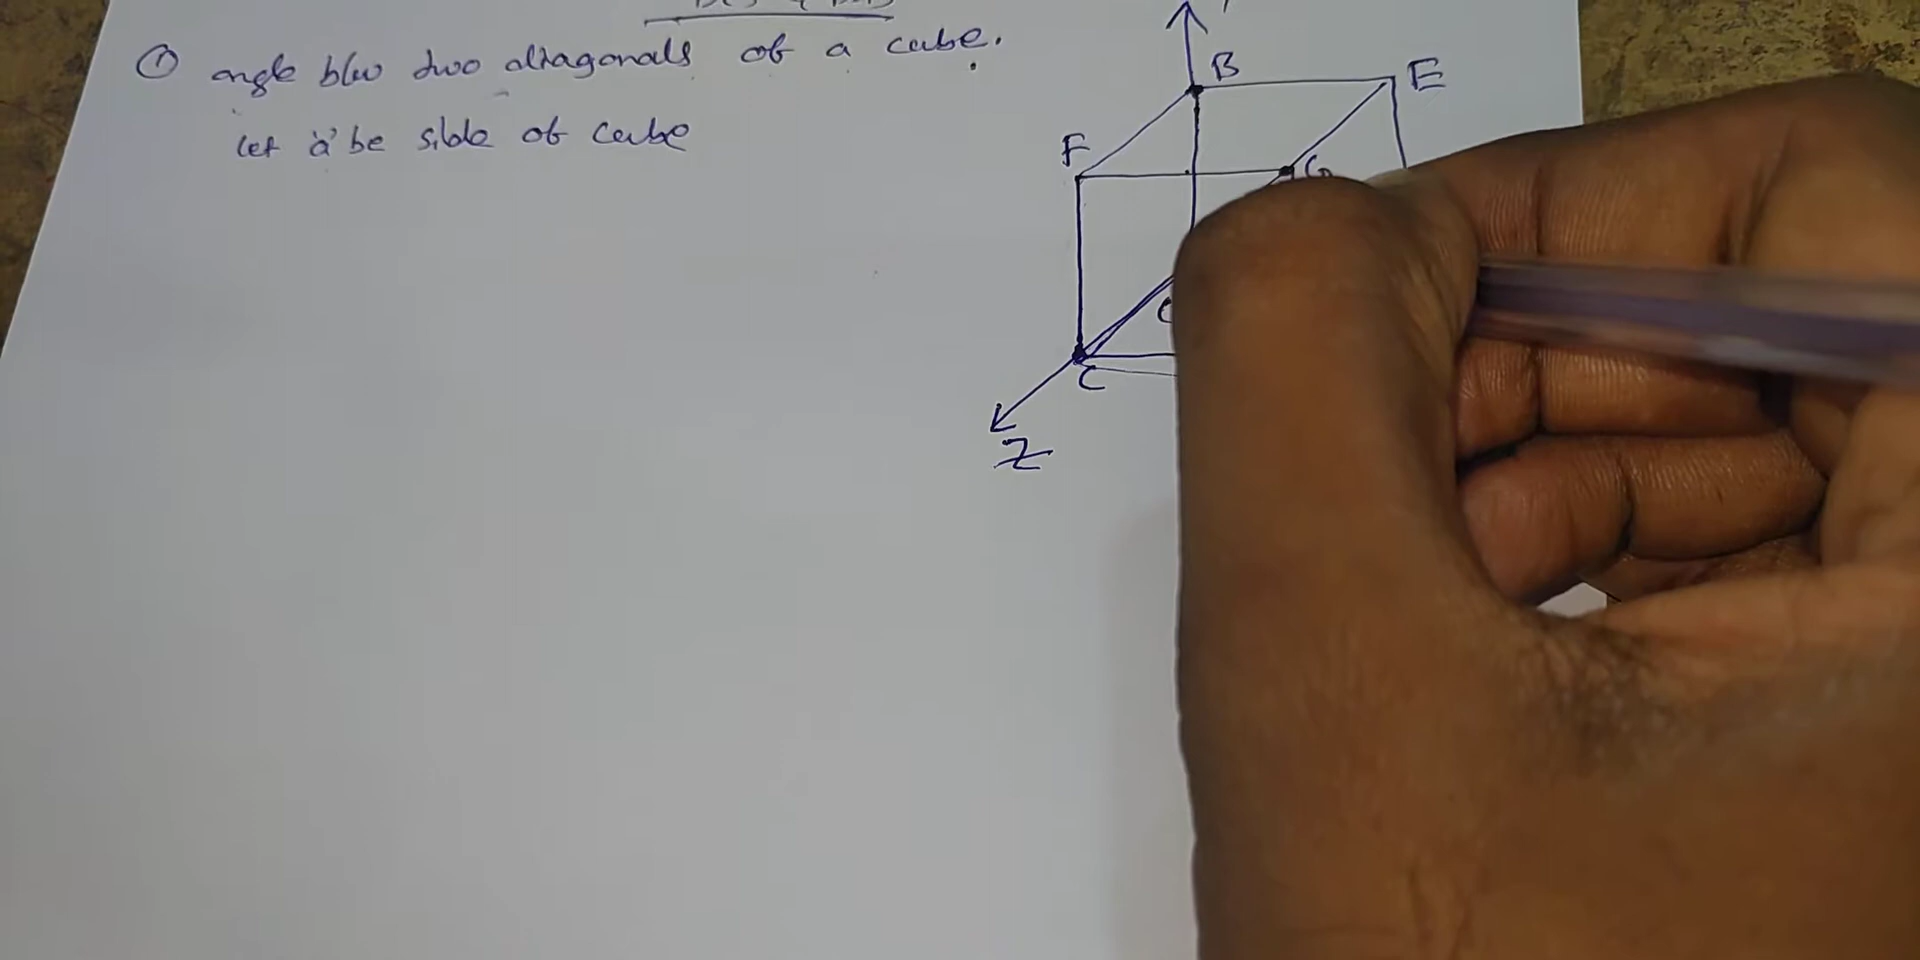 ① angle b/w two diagonals of a cube.
let 'a' be side of cube
B
E
F
G
C
Z